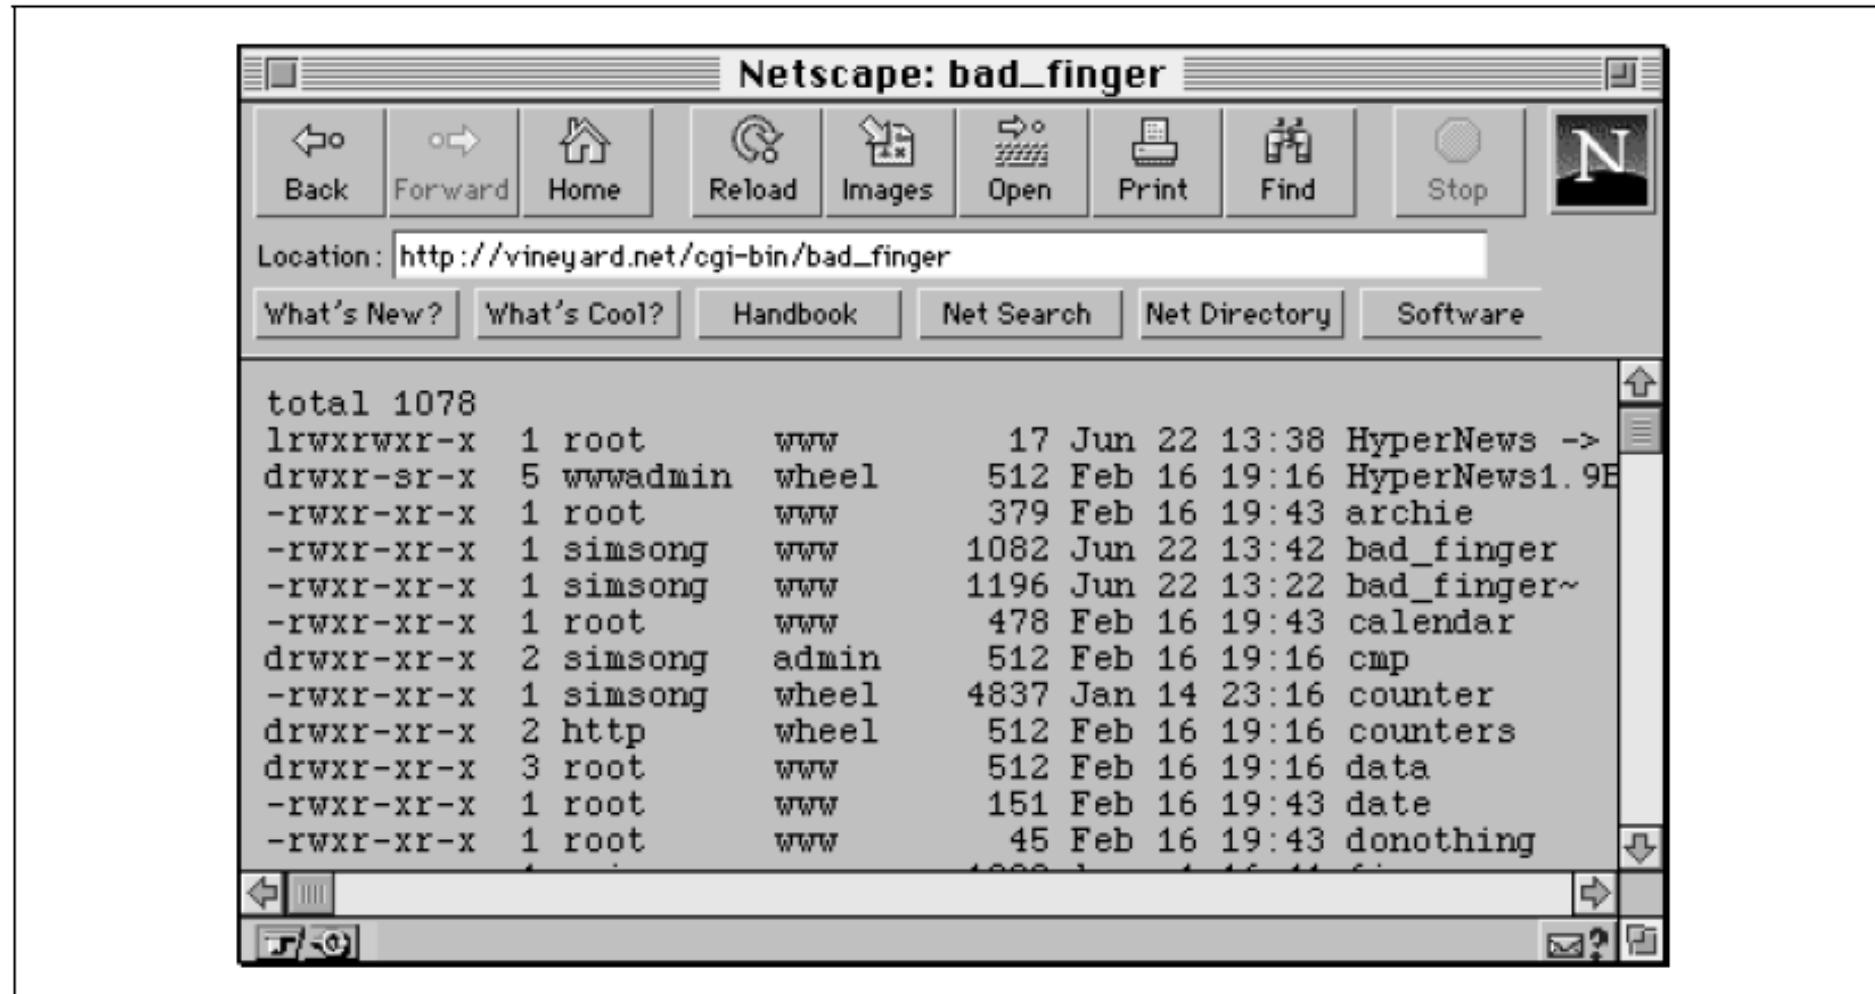 Netscape: bad_finger
Back Forward Home Reload Images Open Print Find Stop N
Location: http://vineyard.net/cgi-bin/bad_finger
What's New? What's Cool? Handbook Net Search Net Directory Software
total 1078
lrwxrwxr-x 1 root www 17 Jun 22 13:38 HyperNews ->
drwxr-sr-x 5 wwwadmin wheel 512 Feb 16 19:16 HyperNews1.9B
-rwxr-xr-x 1 root www 379 Feb 16 19:43 archie
-rwxr-xr-x 1 simsong www 1082 Jun 22 13:42 bad_finger
-rwxr-xr-x 1 simsong www 1196 Jun 22 13:22 bad_finger~
-rwxr-xr-x 1 root www 478 Feb 16 19:43 calendar
drwxr-xr-x 2 simsong admin 512 Feb 16 19:16 cmp
-rwxr-xr-x 1 simsong wheel 4837 Jan 14 23:16 counter
drwxr-xr-x 2 http wheel 512 Feb 16 19:16 counters
drwxr-xr-x 3 root www 512 Feb 16 19:16 data
-rwxr-xr-x 1 root www 151 Feb 16 19:43 date
-rwxr-xr-x 1 root www 45 Feb 16 19:43 donothing